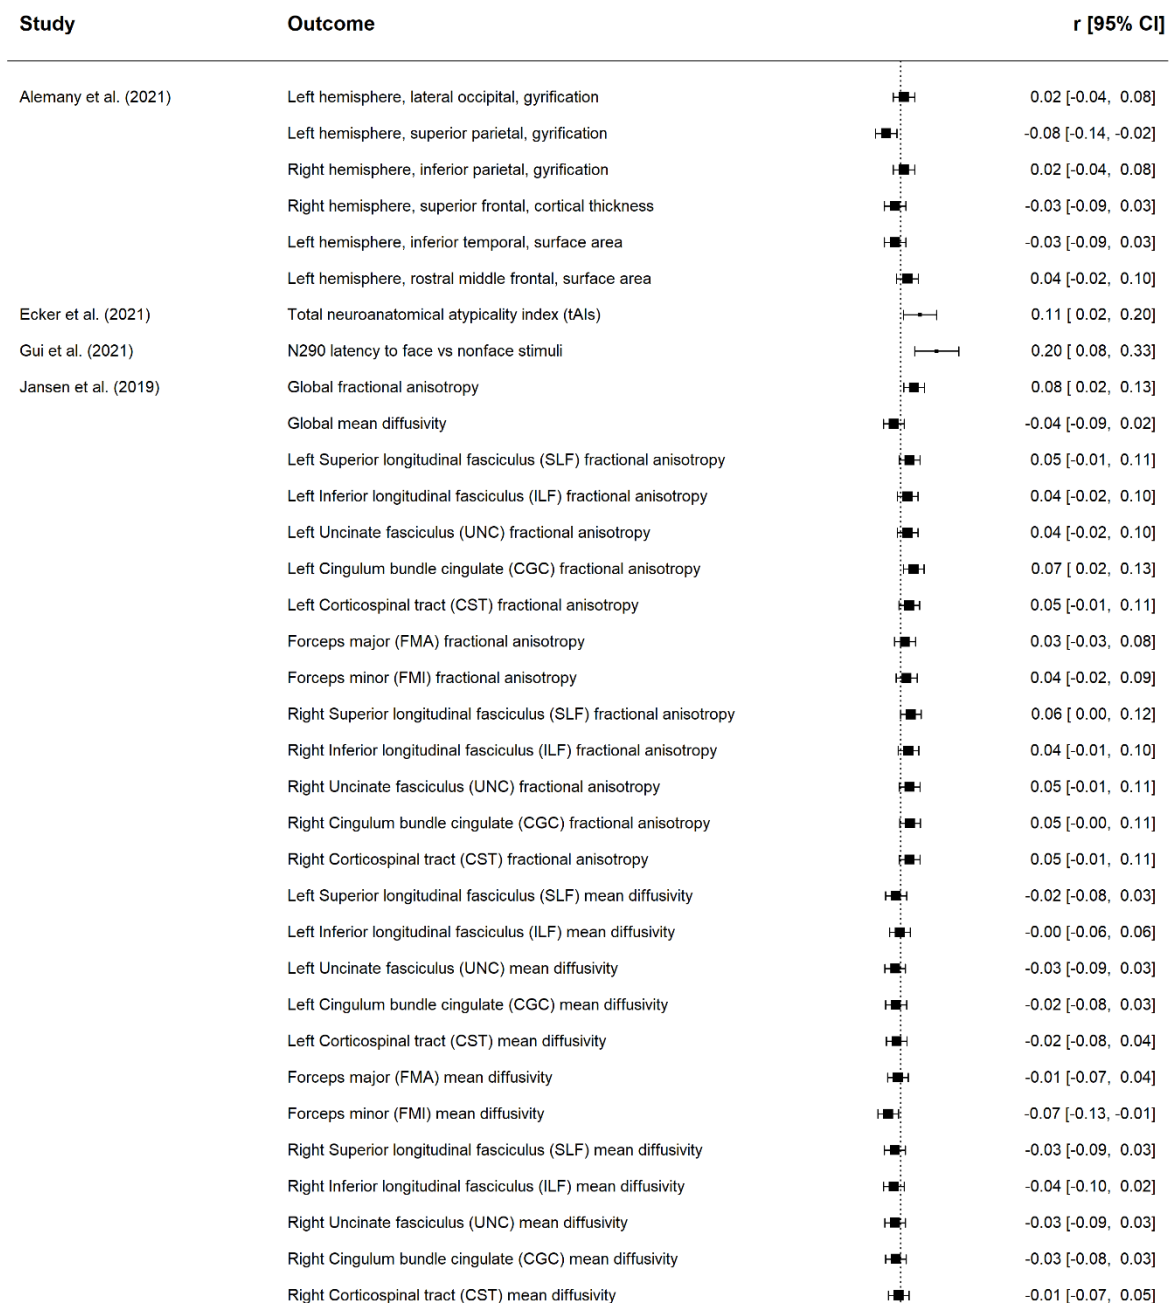 Study Outcome r [95% CI]
Alemany et al. (2021) Left hemisphere, lateral occipital, gyrification 0.02 [-0.04, 0.08]
Left hemisphere, superior parietal, gyrification -0.08 [-0.14, -0.02]
Right hemisphere, inferior parietal, gyrification 0.02 [-0.04, 0.08]
Right hemisphere, superior frontal, cortical thickness -0.03 [-0.09, 0.03]
Left hemisphere, inferior temporal, surface area -0.03 [-0.09, 0.03]
Left hemisphere, rostral middle frontal, surface area 0.04 [-0.02, 0.10]
Ecker et al. (2021) Total neuroanatomical atypicality index (tAIs) 0.11 [ 0.02, 0.20]
Gui et al. (2021) N290 latency to face vs nonface stimuli 0.20 [ 0.08, 0.33]
Jansen et al. (2019) Global fractional anisotropy 0.08 [ 0.02, 0.13]
Global mean diffusivity -0.04 [-0.09, 0.02]
Left Superior longitudinal fasciculus (SLF) fractional anisotropy 0.05 [-0.01, 0.11]
Left Inferior longitudinal fasciculus (ILF) fractional anisotropy 0.04 [-0.02, 0.10]
Left Uncinate fasciculus (UNC) fractional anisotropy 0.04 [-0.02, 0.10]
Left Cingulum bundle cingulate (CGC) fractional anisotropy 0.07 [ 0.02, 0.13]
Left Corticospinal tract (CST) fractional anisotropy 0.05 [-0.01, 0.11]
Forceps major (FMA) fractional anisotropy 0.03 [-0.03, 0.08]
Forceps minor (FMI) fractional anisotropy 0.04 [-0.02, 0.09]
Right Superior longitudinal fasciculus (SLF) fractional anisotropy 0.06 [ 0.00, 0.12]
Right Inferior longitudinal fasciculus (ILF) fractional anisotropy 0.04 [-0.01, 0.10]
Right Uncinate fasciculus (UNC) fractional anisotropy 0.05 [-0.01, 0.11]
Right Cingulum bundle cingulate (CGC) fractional anisotropy 0.05 [-0.00, 0.11]
Right Corticospinal tract (CST) fractional anisotropy 0.05 [-0.01, 0.11]
Left Superior longitudinal fasciculus (SLF) mean diffusivity -0.02 [-0.08, 0.03]
Left Inferior longitudinal fasciculus (ILF) mean diffusivity -0.00 [-0.06, 0.06]
Left Uncinate fasciculus (UNC) mean diffusivity -0.03 [-0.09, 0.03]
Left Cingulum bundle cingulate (CGC) mean diffusivity -0.02 [-0.08, 0.03]
Left Corticospinal tract (CST) mean diffusivity -0.02 [-0.08, 0.04]
Forceps major (FMA) mean diffusivity -0.01 [-0.07, 0.04]
Forceps minor (FMI) mean diffusivity -0.07 [-0.13, -0.01]
Right Superior longitudinal fasciculus (SLF) mean diffusivity -0.03 [-0.09, 0.03]
Right Inferior longitudinal fasciculus (ILF) mean diffusivity -0.04 [-0.10, 0.02]
Right Uncinate fasciculus (UNC) mean diffusivity -0.03 [-0.09, 0.03]
Right Cingulum bundle cingulate (CGC) mean diffusivity -0.03 [-0.08, 0.03]
Right Corticospinal tract (CST) mean diffusivity -0.01 [-0.07, 0.05]